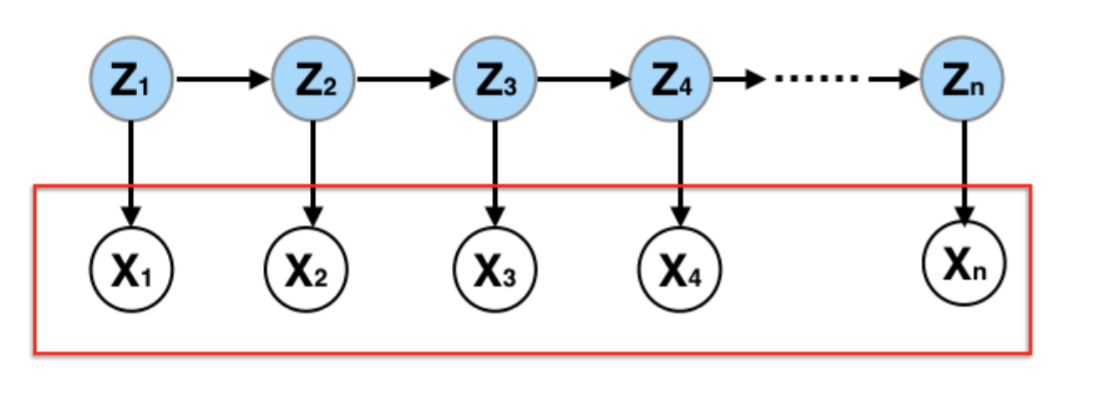 Z1 Z2 Z3 Z4 ...... Zn
X1 X2 X3 X4 Xn